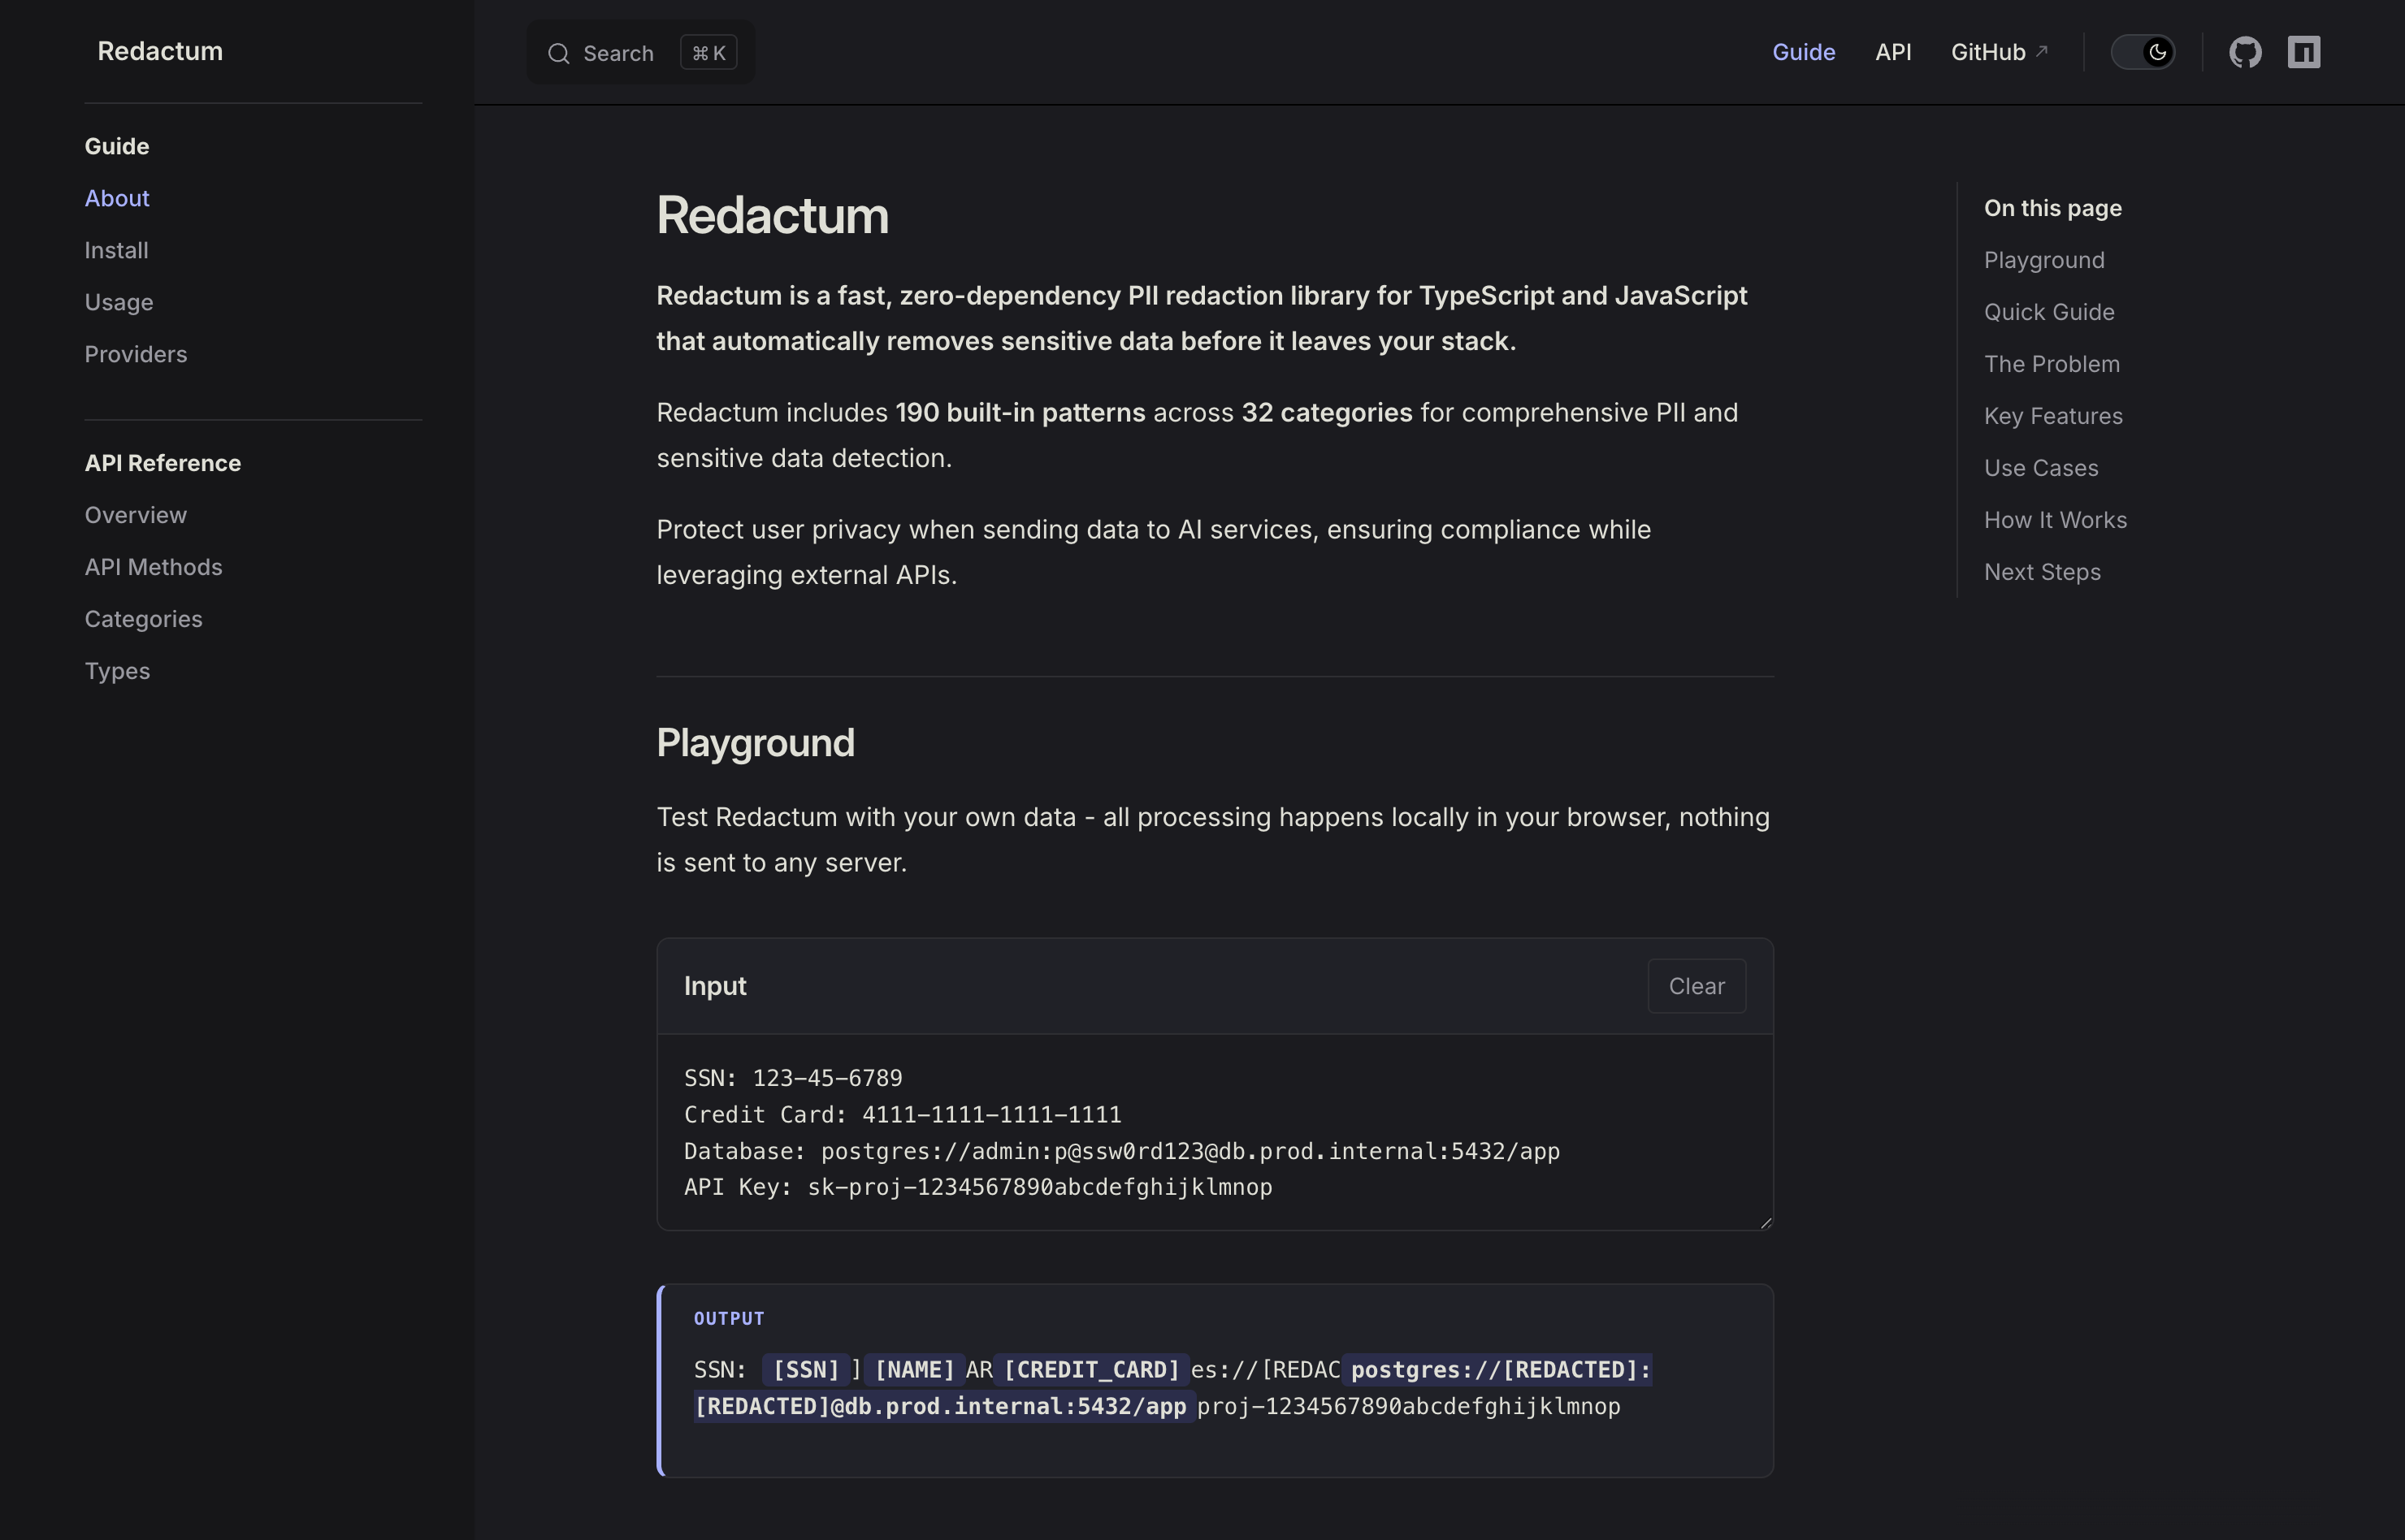 Redactum
Guide
About
Install
Usage
Providers
API Reference
Overview
API Methods
Categories
Types
Search ⌘ K
Guide API GitHub ↗
Redactum
Redactum is a fast, zero-dependency PII redaction library for TypeScript and JavaScript
that automatically removes sensitive data before it leaves your stack.
Redactum includes 190 built-in patterns across 32 categories for comprehensive PII and
sensitive data detection.
Protect user privacy when sending data to AI services, ensuring compliance while
leveraging external APIs.
Playground
Test Redactum with your own data - all processing happens locally in your browser, nothing
is sent to any server.
Input
Clear
SSN: 123-45-6789
Credit Card: 4111-1111-1111-1111
Database: postgres://admin:p@ssw0rd123@db.prod.internal:5432/app
API Key: sk-proj-1234567890abcdefghijklmnop
OUTPUT
SSN: [SSN] ] [NAME] AR [CREDIT_CARD] es://[REDAC postgres://[REDACTED]:
[REDACTED]@db.prod.internal:5432/app proj-1234567890abcdefghijklmnop
On this page
Playground
Quick Guide
The Problem
Key Features
Use Cases
How It Works
Next Steps